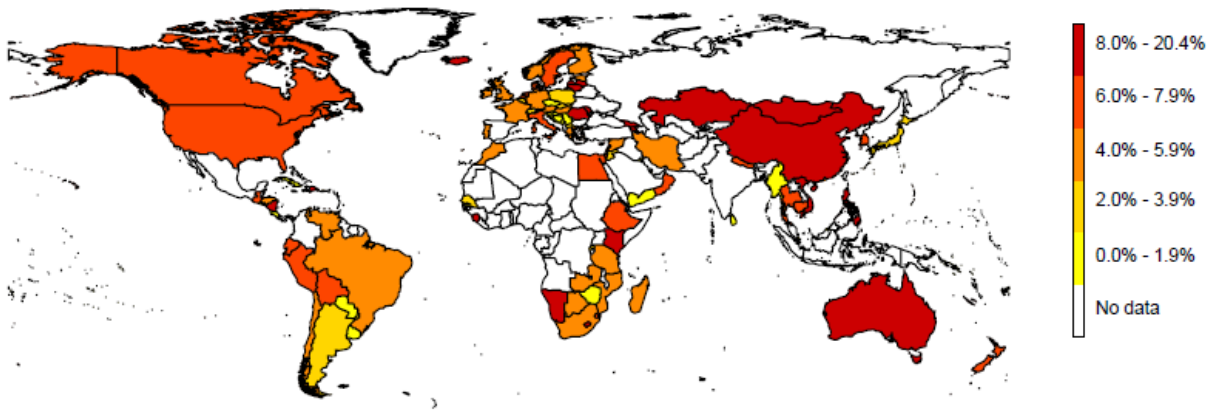 8.0% - 20.4%
6.0% - 7.9%
4.0% - 5.9%
2.0% - 3.9%
0.0% - 1.9%
No data